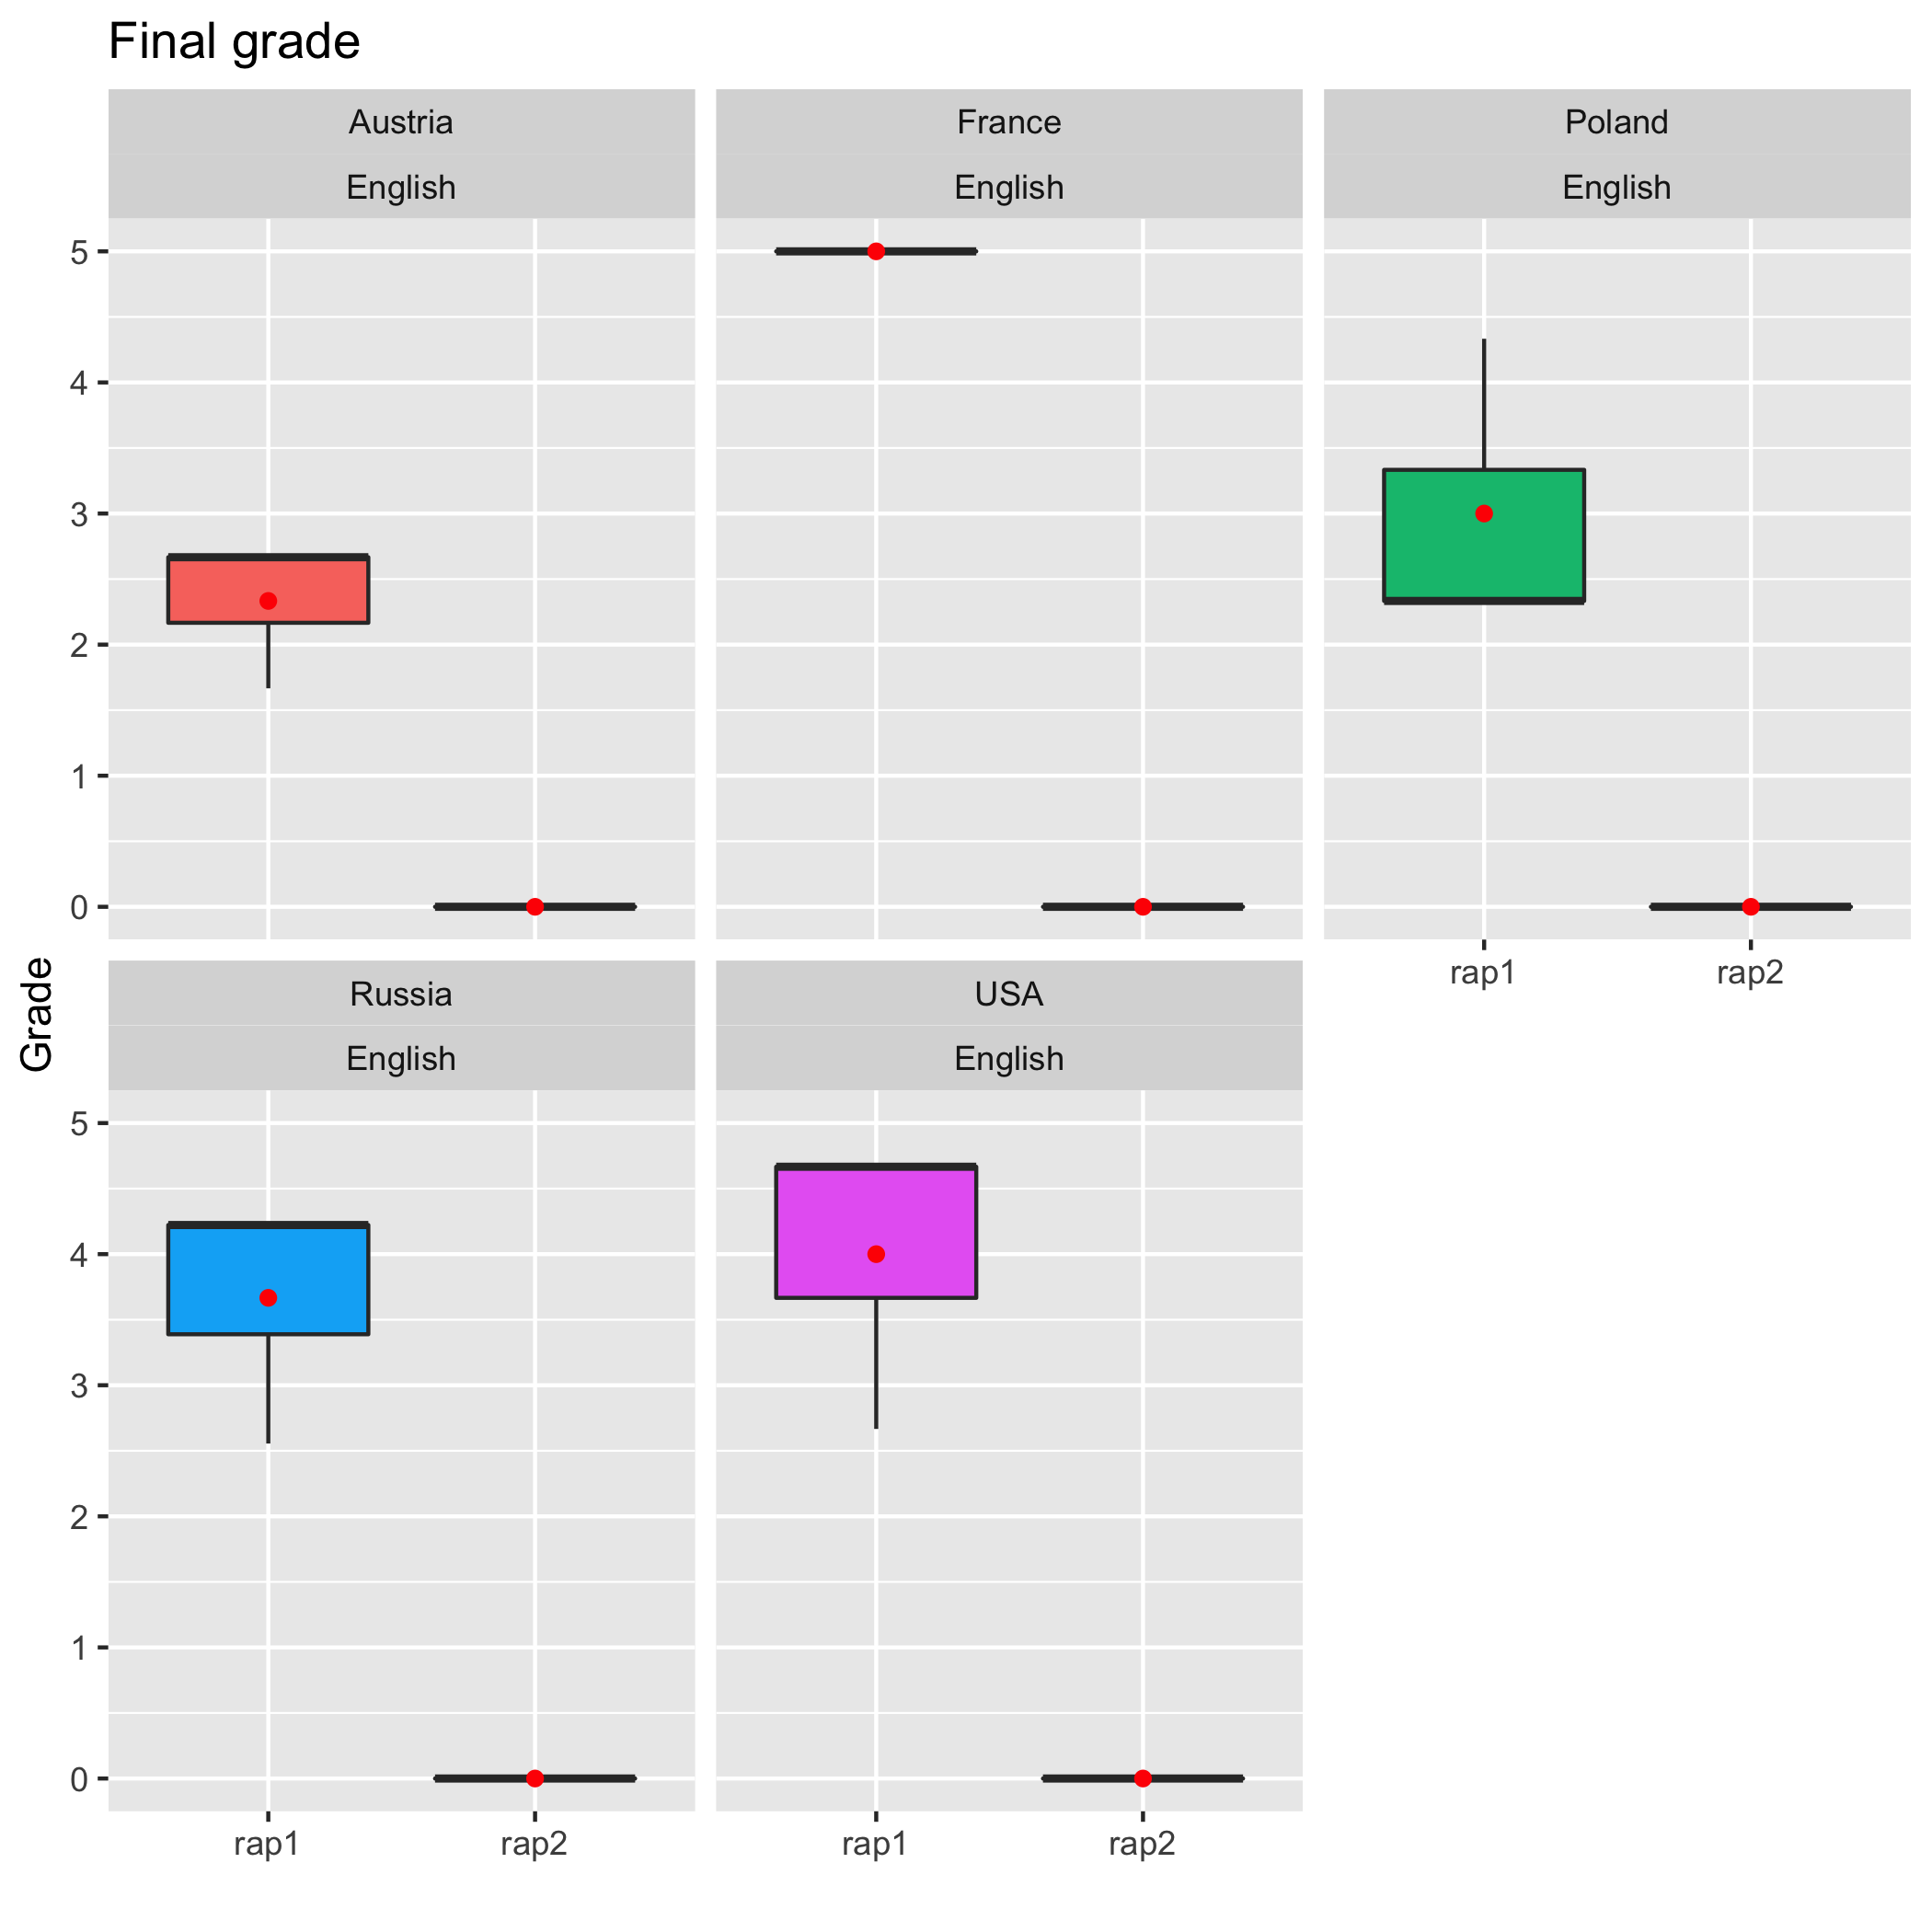 Final grade
Austria
English
France
English
Poland
English
5
4
3
2
1
0
rap1 rap2
Grade
Russia
English
USA
English
5
4
3
2
1
0
rap1 rap2
rap1 rap2